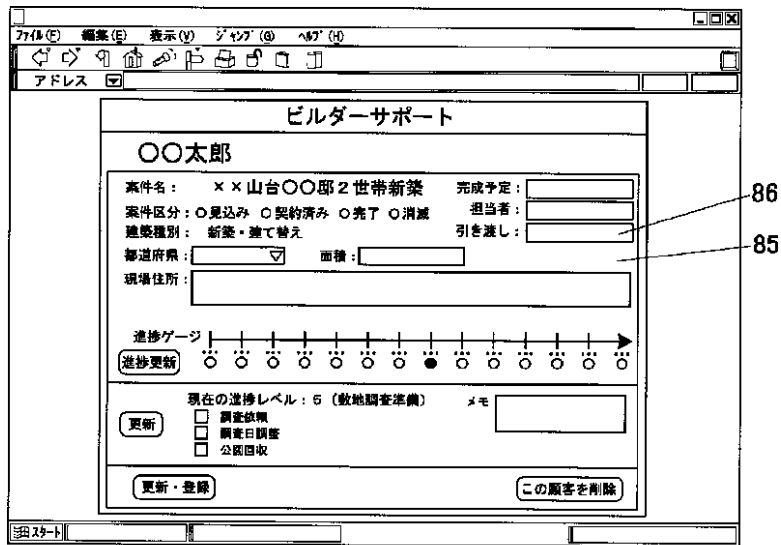 ﾌｧｲﾙ(F) 編集(E) 表示(V) ｼﾞｬﾝﾌﾟ(G) ﾍﾙﾌﾟ(H)
アドレス
ビルダーサポート
〇〇太郎
案件名： ××山台〇〇邸２世帯新築 完成予定：
案件区分：○見込み ○契約済み ○完了 ○消滅 担当者：
建築種別： 新築・建て替え 引き渡し：
86
85
都道府県： 面積：
現場住所：
進捗ゲージ
進捗更新
現在の進捗レベル：５（敷地調査準備） メモ
更新
調査依頼
調査日調整
公図回収
更新・登録 この顧客を削除
ｽﾀｰﾄ